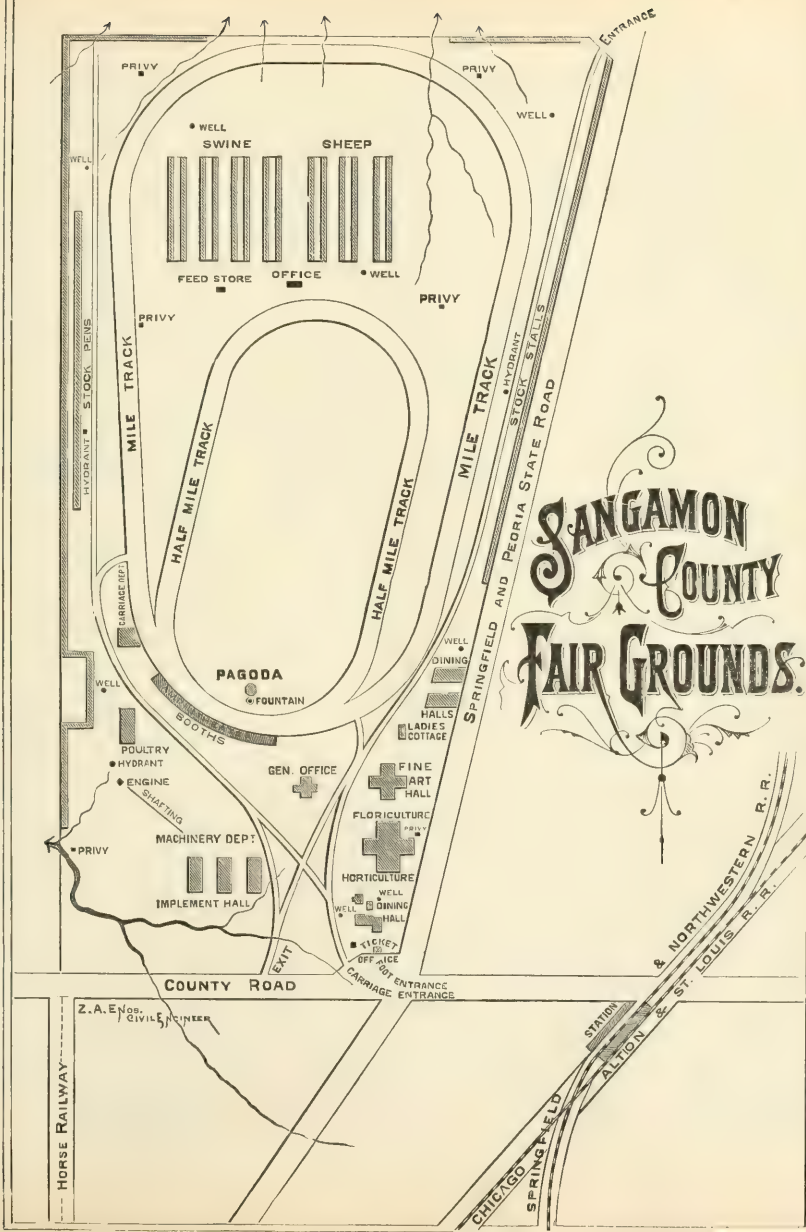 ENTRANCE
PRIVY
PRIVY
WELL
WELL
SWINE
SHEEP
WELL
FEED STORE
OFFICE
WELL
PRIVY
PRIVY
HYDRANT
STOCK PENS
MILE TRACK
HALF MILE TRACK
HALF MILE TRACK
MILE TRACK
HYDRANT
STOCK STALLS
SPRINGFIELD AND PEORIA STATE ROAD
SANGAMON
COUNTY
FAIR GROUNDS.
CARRIAGE DEPT.
WELL
PAGODA
FOUNTAIN
BOOTHS
WELL
DINING
HALLS
LADIES
COTTAGE
POULTRY
HYDRANT
ENGINE
SHAFTING
GEN. OFFICE
FINE
ART
HALL
FLORICULTURE
PRIVY
HORTICULTURE
PRIVY
MACHINERY DEPT.
IMPLEMENT HALL
WELL
WELL
DINING
HALL
TICKET
OFFICE
FOOT ENTRANCE
CARRIAGE ENTRANCE
EXIT
COUNTY ROAD
Z. A. ENOS.
CIVIL ENGINEER
HORSE RAILWAY
STATION
CHICAGO ALTION & ST. LOUIS R. R.
SPRINGFIELD & NORTHWESTERN R. R.